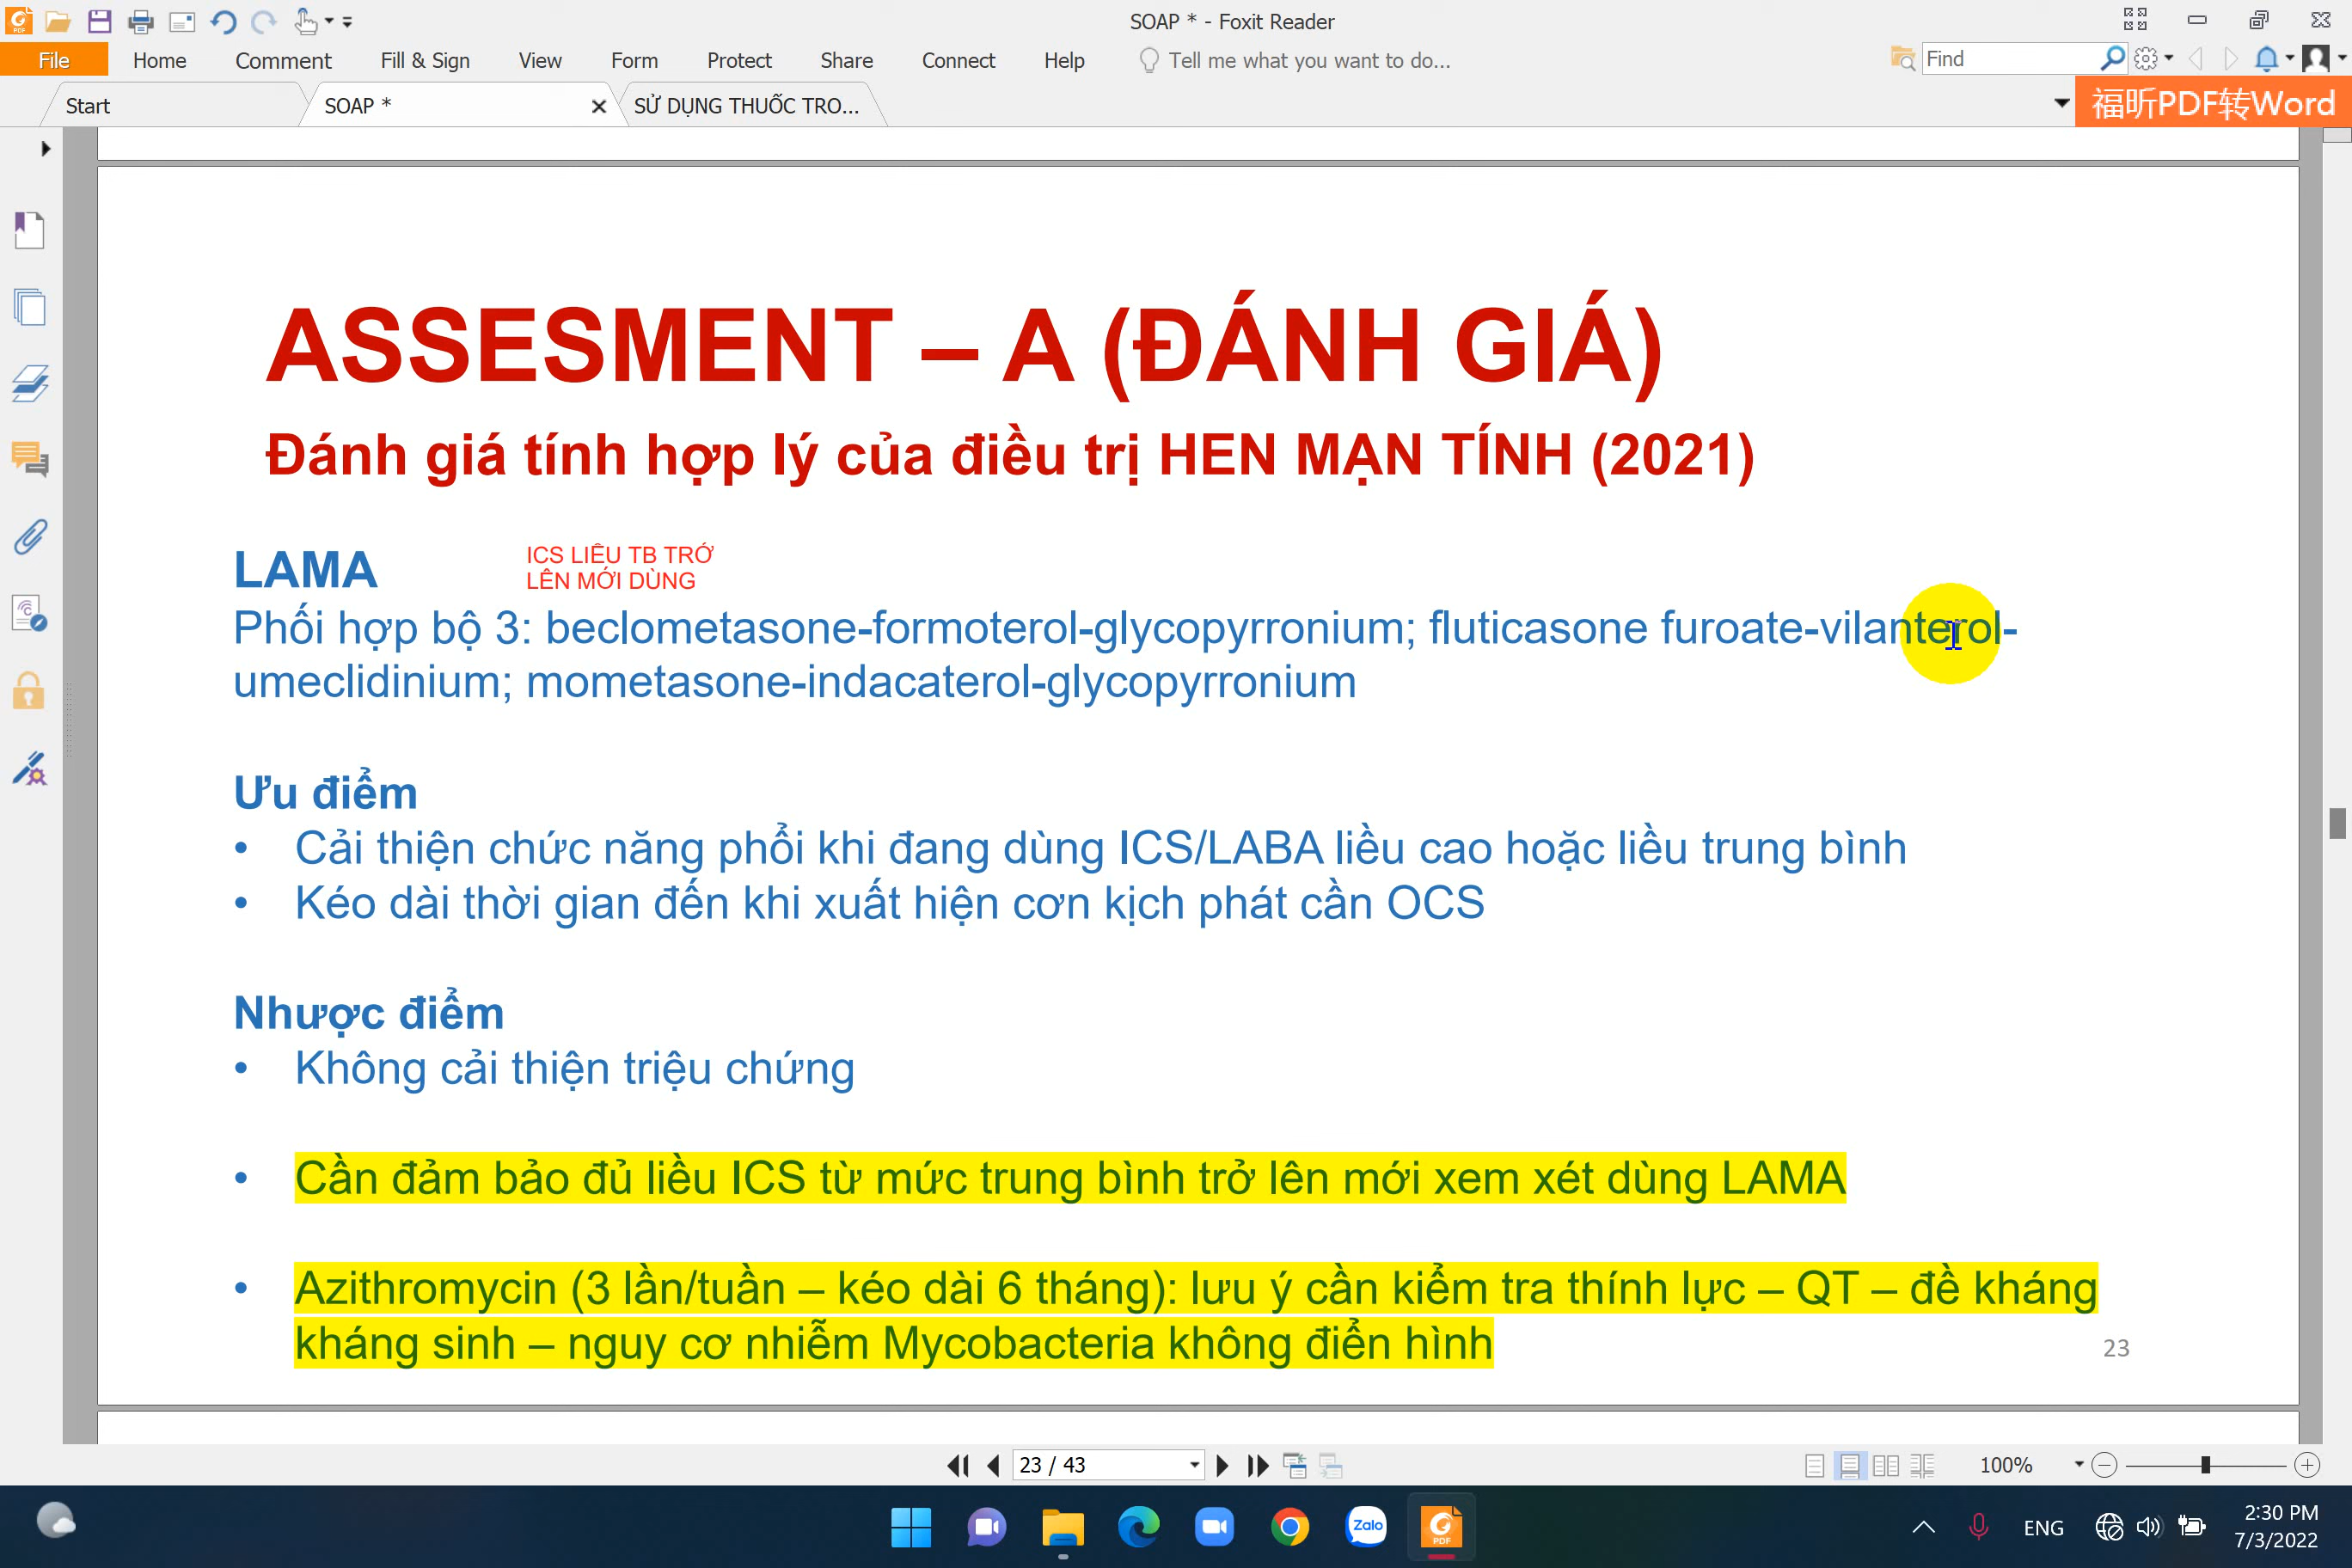 SOAP * - Foxit Reader
File Home Comment Fill & Sign View Form Protect Share Connect Help Tell me what you want to do... Find
Start SOAP * SỬ DỤNG THUỐC TRO... 福昕PDF转Word
ASSESMENT – A (ĐÁNH GIÁ)
Đánh giá tính hợp lý của điều trị HEN MẠN TÍNH (2021)
LAMA
ICS LIỀU TB TRỞ
LÊN MỚI DÙNG
Phối hợp bộ 3: beclometasone-formoterol-glycopyrronium; fluticasone furoate-vilanterol-
umeclidinium; mometasone-indacaterol-glycopyrronium
Ưu điểm
• Cải thiện chức năng phổi khi đang dùng ICS/LABA liều cao hoặc liều trung bình
• Kéo dài thời gian đến khi xuất hiện cơn kịch phát cần OCS
Nhược điểm
• Không cải thiện triệu chứng
• Cần đảm bảo đủ liều ICS từ mức trung bình trở lên mới xem xét dùng LAMA
• Azithromycin (3 lần/tuần – kéo dài 6 tháng): lưu ý cần kiểm tra thính lực – QT – đề kháng
kháng sinh – nguy cơ nhiễm Mycobacteria không điển hình
23
23 / 43 100%
Zalo PDF ENG 2:30 PM
7/3/2022